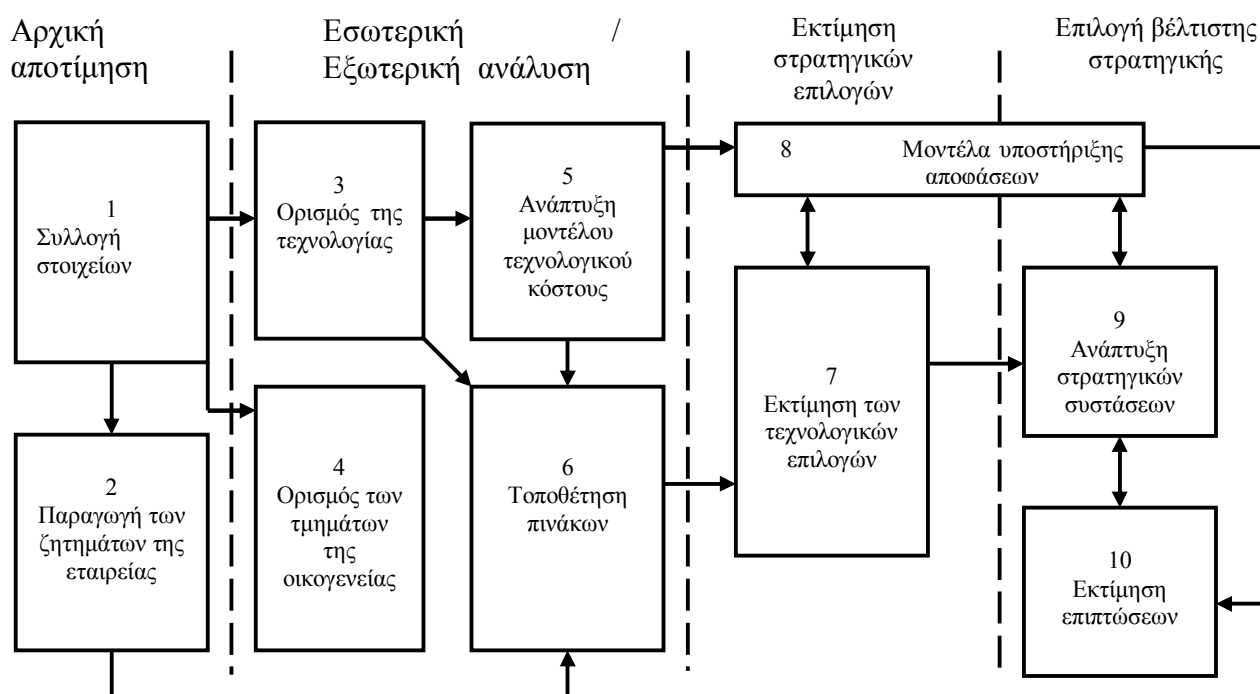 Αρχική
αποτίμηση
Εσωτερική /
Εξωτερική ανάλυση
Εκτίμηση
στρατηγικών
επιλογών
Επιλογή βέλτιστης
στρατηγικής
1
Συλλογή
στοιχείων
2
Παραγωγή των
ζητημάτων της
εταιρείας
3
Ορισμός της
τεχνολογίας
4
Ορισμός των
τμημάτων της
οικογενείας
5
Ανάπτυξη
μοντέλου
τεχνολογικού
κόστους
6
Τοποθέτηση
πινάκων
7
Εκτίμηση των
τεχνολογικών
επιλογών
8 Μοντέλα υποστήριξης
αποφάσεων
9
Ανάπτυξη
στρατηγικών
συστάσεων
10
Εκτίμηση
επιπτώσεων